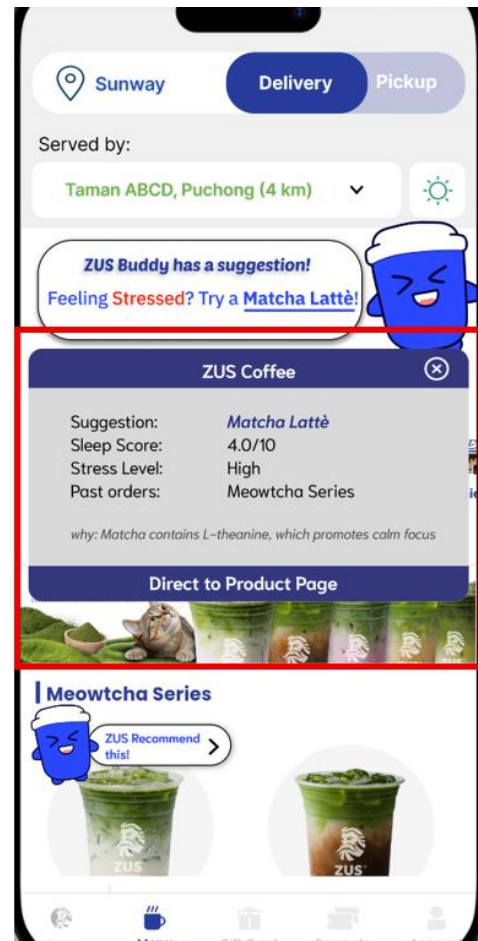 Sunway
Delivery
Pickup
Served by:
Taman ABCD, Puchong (4 km)
ZUS Buddy has a suggestion!
Feeling Stressed? Try a Matcha Lattè!
ZUS Coffee
Suggestion: Matcha Lattè
Sleep Score: 4.0/10
Stress Level: High
Past orders: Meowtcha Series
why: Matcha contains L-theanine, which promotes calm focus
Direct to Product Page
Meowtcha Series
ZUS Recommend
this!
ZUS
ZUS